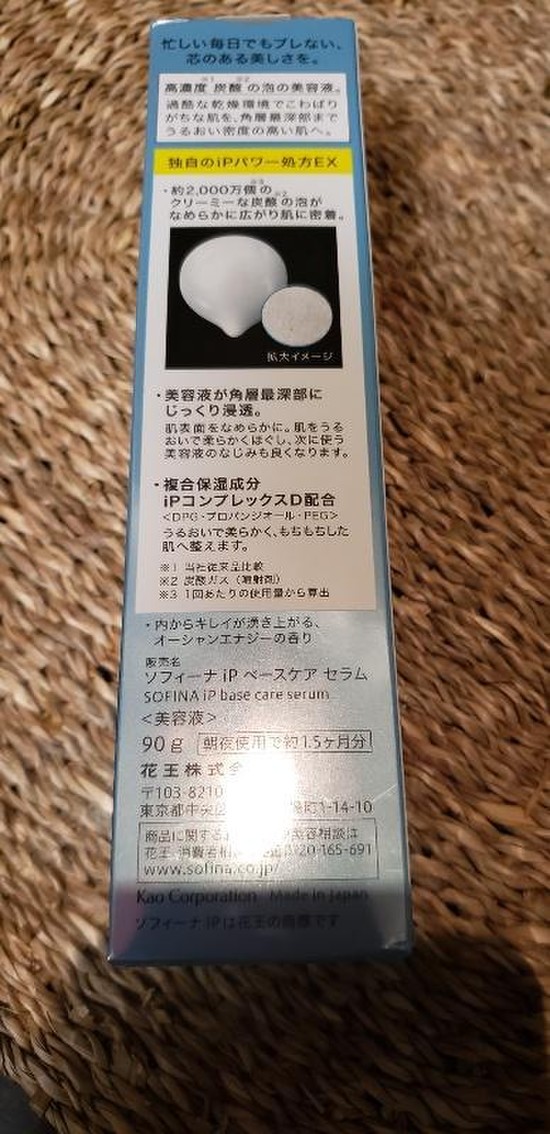 忙しい毎日でもブレない、
芯のある美しさを。
高濃度※1炭酸※2の泡の美容液。
過酷な乾燥環境でこわばり
がちな肌を、角層最深部まで
うるおい密度の高い肌へ。
独自のiPパワー処方EX
・約2,000万個※3の
クリーミーな炭酸※2の泡が
なめらかに広がり肌に密着。
拡大イメージ
・美容液が角層最深部に
じっくり浸透。
肌表面をなめらかに。肌をうる
おいで柔らかくほぐし、次に使う
美容液のなじみも良くなります。
・複合保湿成分
iPコンプレックスD配合
<DPG・プロパンジオール・PEG>
うるおいで柔らかく、もちもちした
肌へ整えます。
※1 当社従来品比較
※2 炭酸ガス（噴射剤）
※3 1回あたりの使用量から算出
・内からキレイが湧き上がる、
オーシャンエナジーの香り
販売名
ソフィーナ iP ベースケア セラム
SOFINA iP base care serum
<美容液>
90g 朝夜使用で約1.5ヶ月分
花王株式会
〒103-8210
東京都中央区 町1-14-10
商品に関する 美容相談は
花王 消費者相 20-165-691
www.sofina.co.jp/
Kao Corporation Made in Japan
ソフィーナ iPは花王の商標です